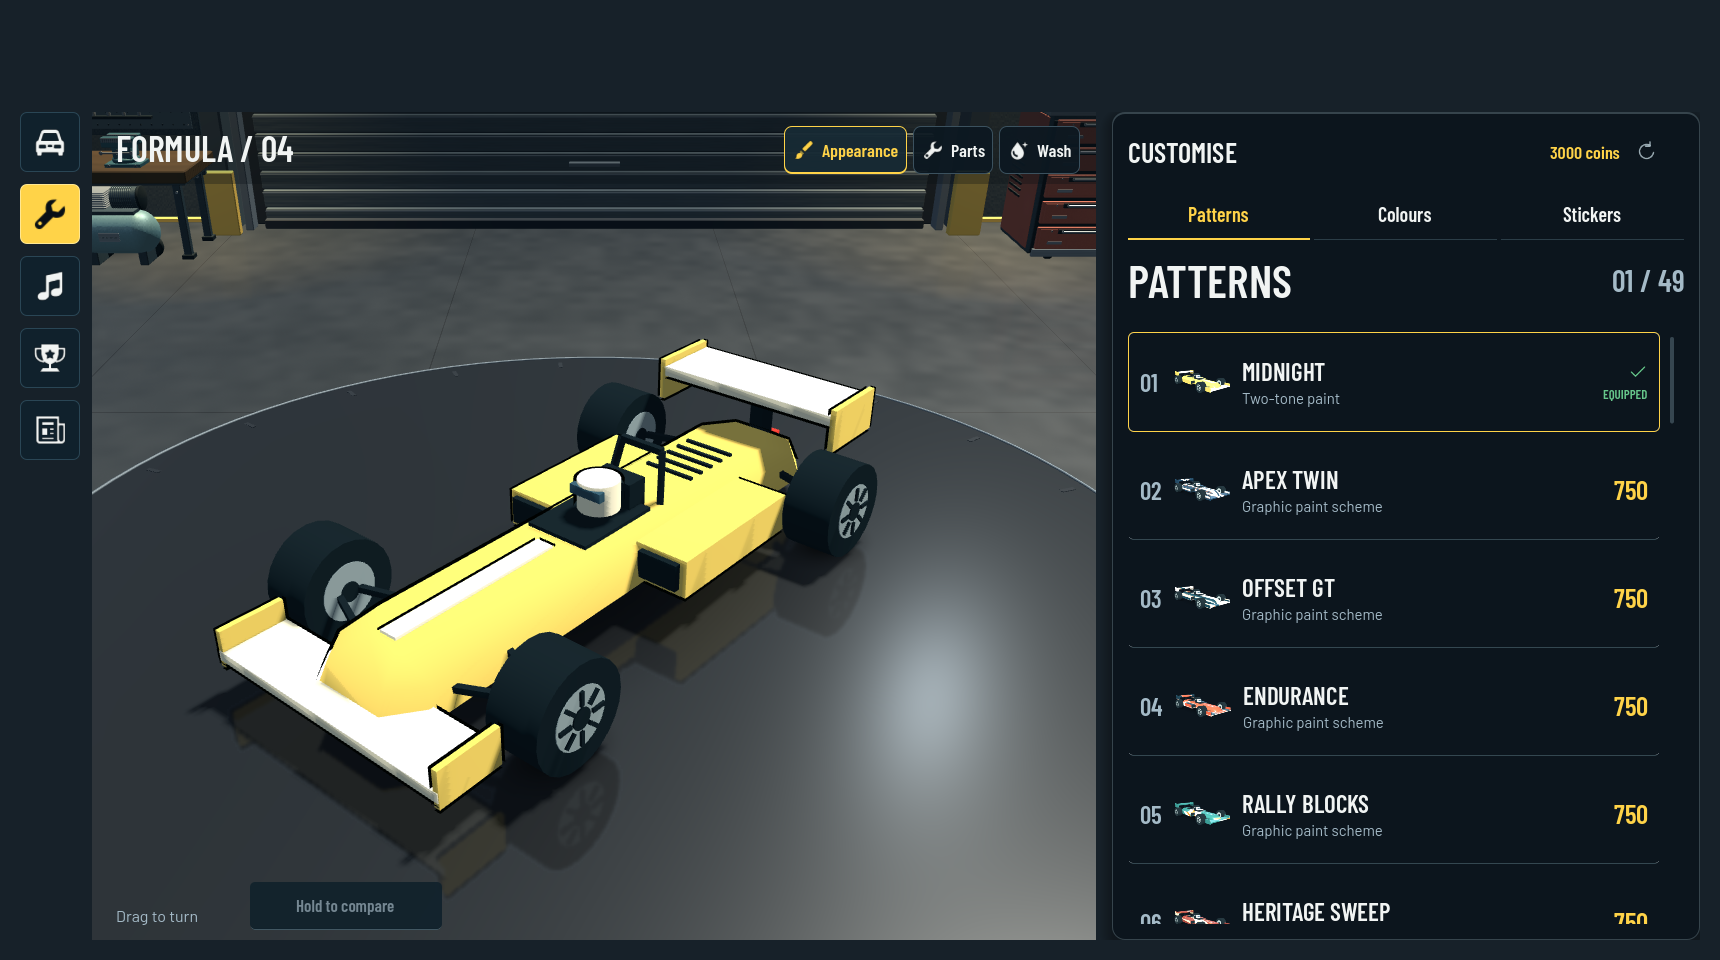 FORMULA / 04
Appearance
Parts
Wash
CUSTOMISE
3000 coins
Patterns
Colours
Stickers
PATTERNS
01 / 49
01
MIDNIGHT
Two-tone paint
EQUIPPED
02
APEX TWIN
Graphic paint scheme
750
03
OFFSET GT
Graphic paint scheme
750
04
ENDURANCE
Graphic paint scheme
750
05
RALLY BLOCKS
Graphic paint scheme
750
06
HERITAGE SWEEP
750
Drag to turn
Hold to compare